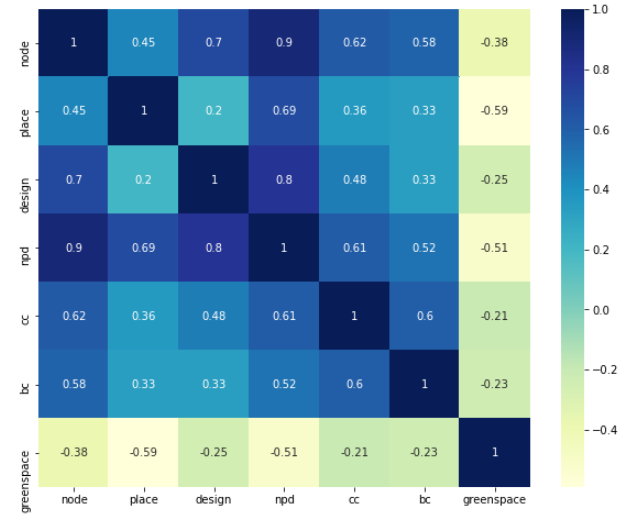 node 1 0.45 0.7 0.9 0.62 0.58 -0.38
place 0.45 1 0.2 0.69 0.36 0.33 -0.59
design 0.7 0.2 1 0.8 0.48 0.33 -0.25
npd 0.9 0.69 0.8 1 0.61 0.52 -0.51
cc 0.62 0.36 0.48 0.61 1 0.6 -0.21
bc 0.58 0.33 0.33 0.52 0.6 1 -0.23
greenspace -0.38 -0.59 -0.25 -0.51 -0.21 -0.23 1
node place design npd cc bc greenspace
1.0
0.8
0.6
0.4
0.2
0.0
−0.2
−0.4